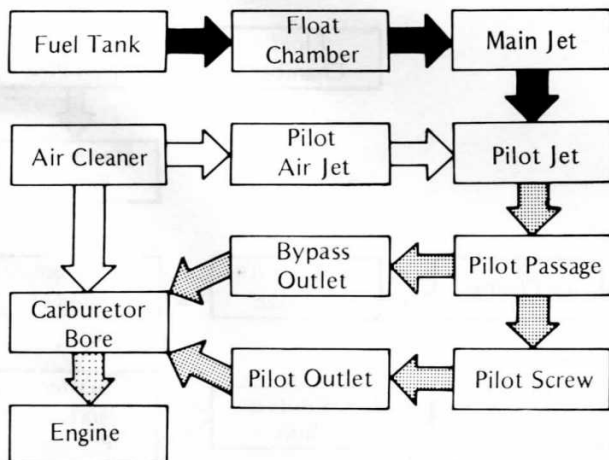 Fuel Tank
Float
Chamber
Main Jet
Air Cleaner
Pilot
Air Jet
Pilot Jet
Bypass
Outlet
Pilot Passage
Carburetor
Bore
Pilot Outlet
Pilot Screw
Engine